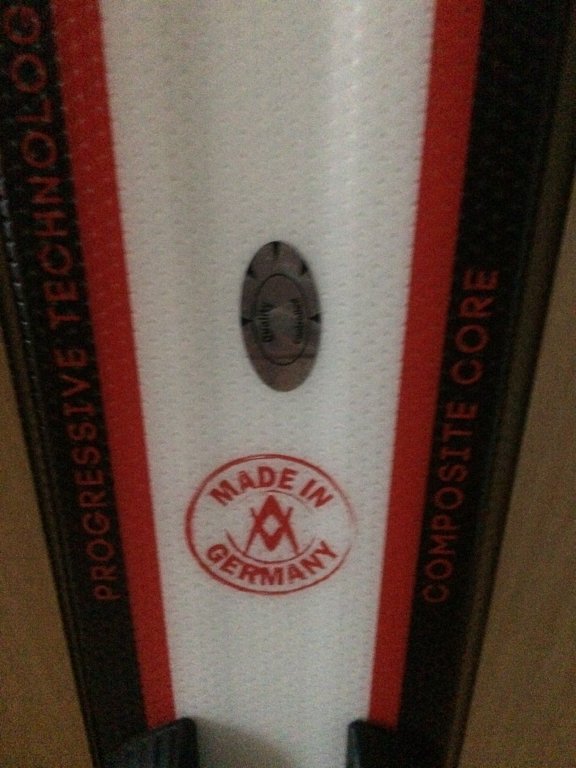 PROGRESSIVE TECHNOLOG
MADE IN
GERMANY
COMPOSITE CORE